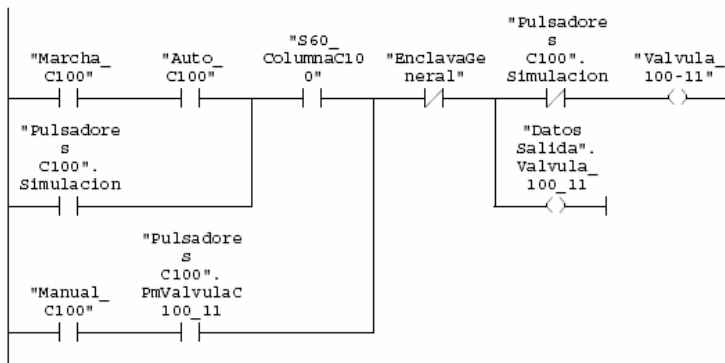 "Marcha_
C100"
"Auto_
C100"
"S60_
ColumnaC10
0"
"EnclavaGe
neral"
"Pulsadore
s
C100".
Simulacion
"Valvula_
100-11"
"Pulsadore
s
C100".
Simulacion
"Datos
Salida".
Valvula_
100_11
"Manual_
C100"
"Pulsadore
s
C100".
PmValvulaC
100_11